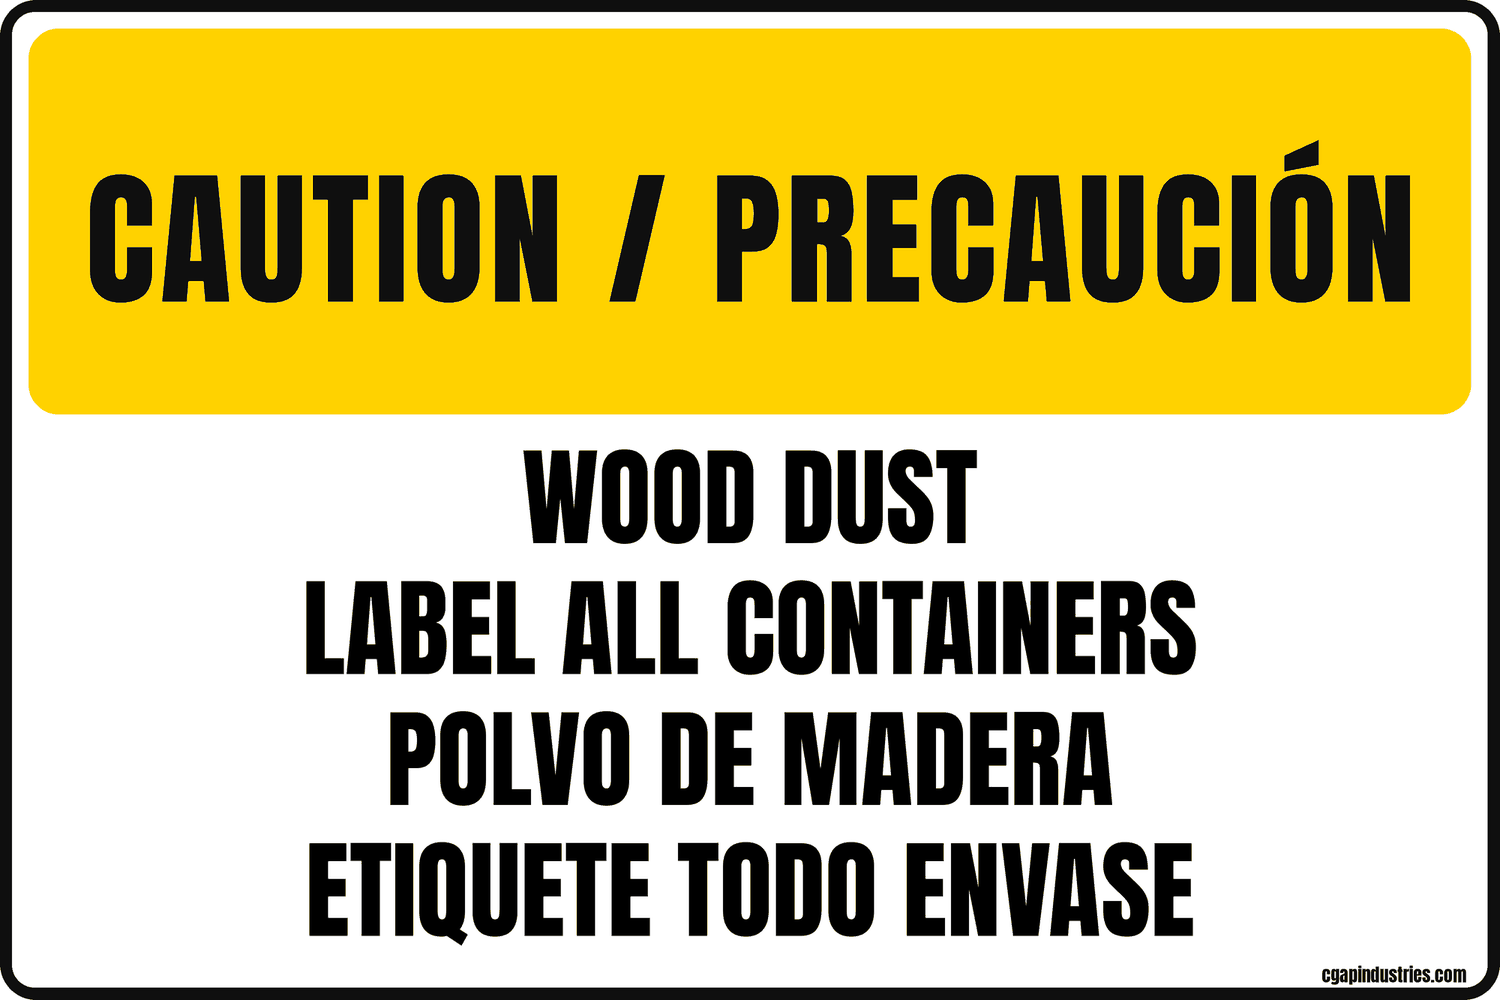 CAUTION / PRECAUCIÓN
WOOD DUST
LABEL ALL CONTAINERS
POLVO DE MADERA
ETIQUETE TODO ENVASE
cgapindustries.com